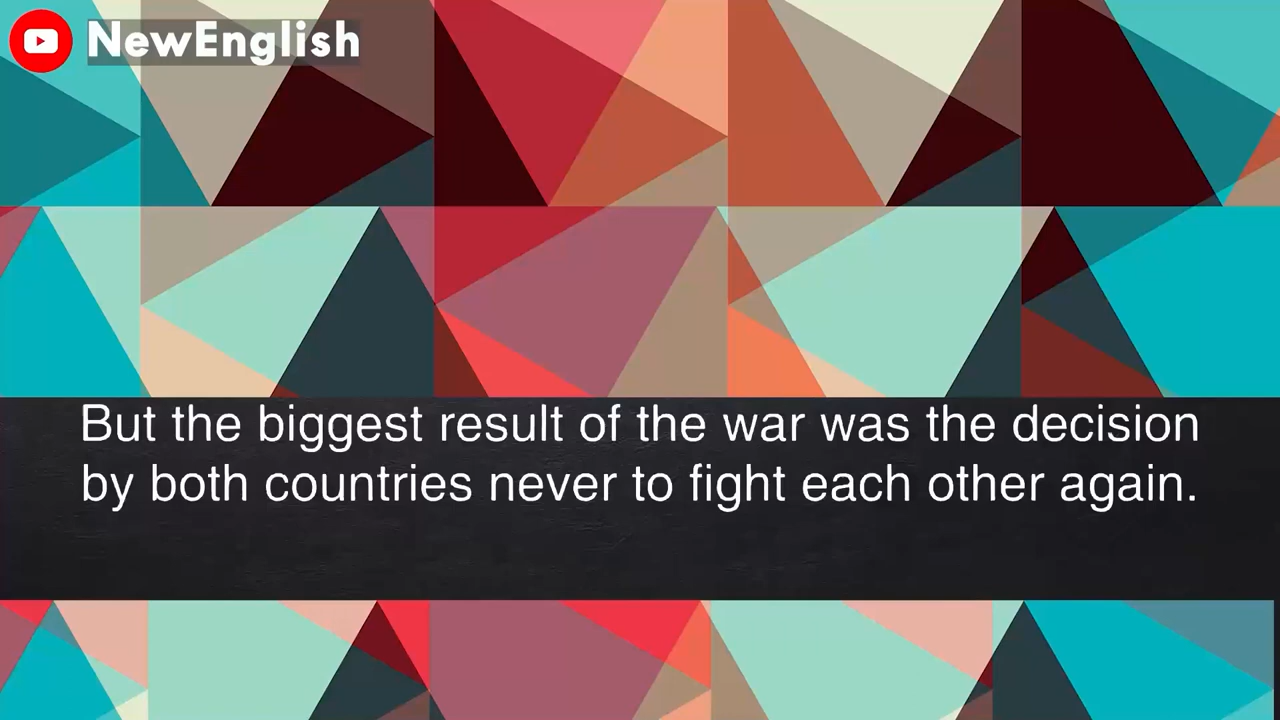 NewEnglish
But the biggest result of the war was the decision
by both countries never to fight each other again.